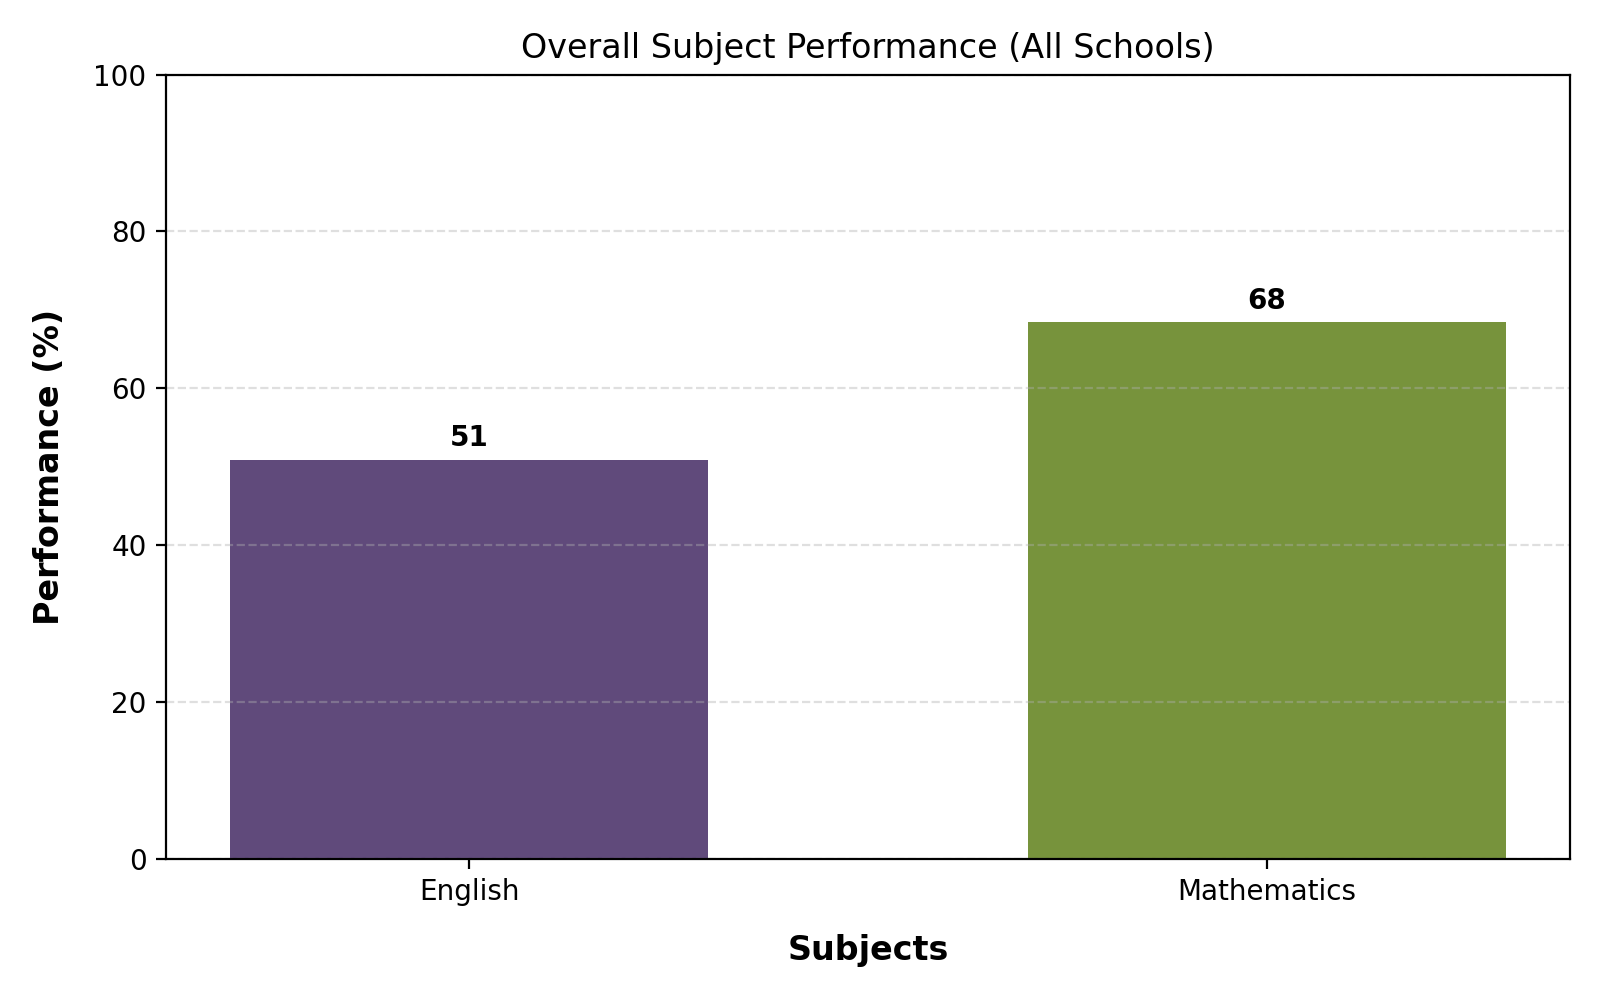 Overall Subject Performance (All Schools)
100
80
60
40
20
0
Performance (%)
51
68
English
Mathematics
Subjects